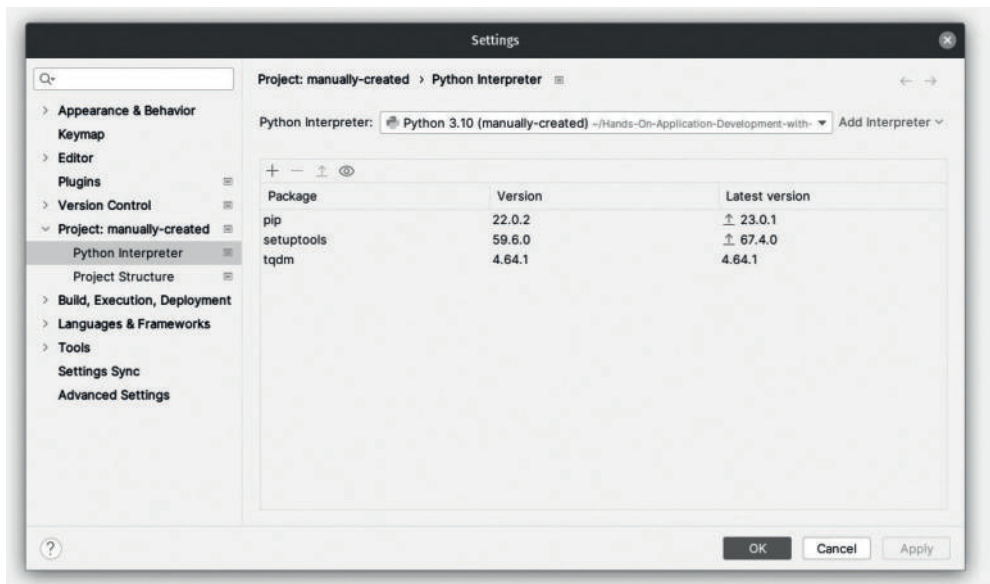 Settings
Project: manually-created > Python Interpreter
Python Interpreter: Python 3.10 (manually-created) ~/Hands-On-Application-Development-with- Add Interpreter
Appearance & Behavior
Keymap
Editor
Plugins
Version Control
Project: manually-created
Python Interpreter
Project Structure
Build, Execution, Deployment
Languages & Frameworks
Tools
Settings Sync
Advanced Settings
Package Version Latest version
pip 22.0.2 23.0.1
setuptools 59.6.0 67.4.0
tqdm 4.64.1 4.64.1
? OK Cancel Apply